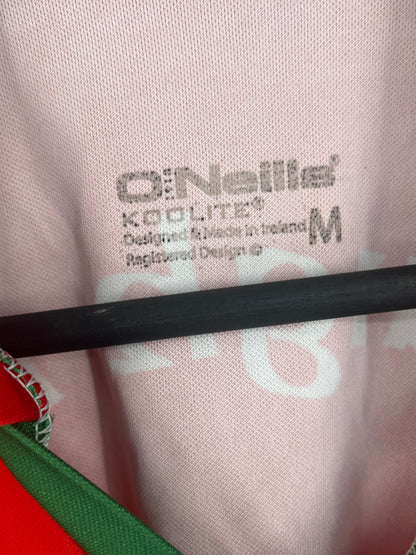 O'Neills®
KOOLITE®
Designed & Made in Ireland M
Registered Design ©